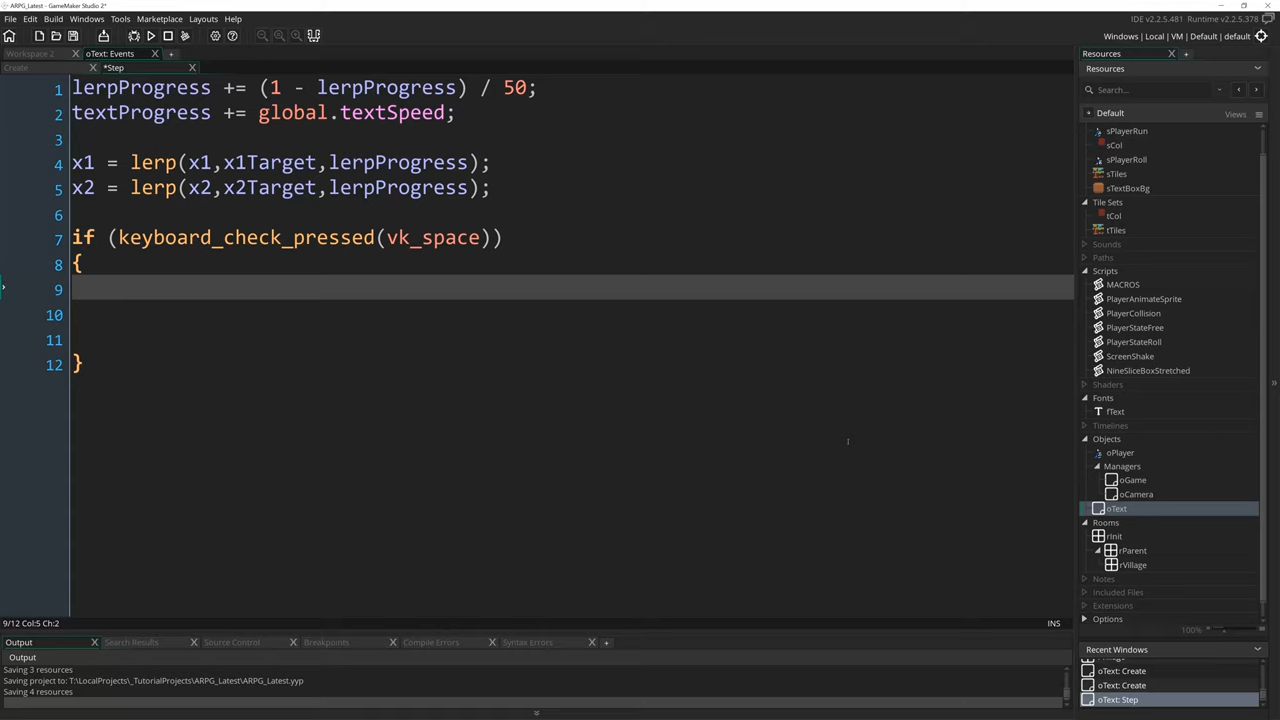 ARPG_Latest - GameMaker Studio 2*
File Edit Build Windows Tools Marketplace Layouts Help
IDE v2.2.5.481 Runtime v2.2.5.378
Windows | Local | VM | Default | default
Workspace 2
oText: Events
Create
*Step
1 lerpProgress += (1 - lerpProgress) / 50;
2 textProgress += global.textSpeed;
3
4 x1 = lerp(x1,x1Target,lerpProgress);
5 x2 = lerp(x2,x2Target,lerpProgress);
6
7 if (keyboard_check_pressed(vk_space))
8 {
9
10
11
12 }
9/12 Col:5 Ch:2
INS
Output
Search Results
Source Control
Breakpoints
Compile Errors
Syntax Errors
Output
Saving 3 resources
Saving project to: T:\LocalProjects\_TutorialProjects\ARPG_Latest\ARPG_Latest.yyp
Saving 4 resources
Resources
Resources
Search...
Default
Views
sPlayerRun
sCol
sPlayerRoll
sTiles
sTextBoxBg
Tile Sets
tCol
tTiles
Sounds
Paths
Scripts
MACROS
PlayerAnimateSprite
PlayerCollision
PlayerStateFree
PlayerStateRoll
ScreenShake
NineSliceBoxStretched
Shaders
Fonts
fText
Timelines
Objects
oPlayer
Managers
oGame
oCamera
oText
Rooms
rInit
rParent
rVillage
Notes
Included Files
Extensions
Options
100%
Recent Windows
oText: Create
oText: Create
oText: Step